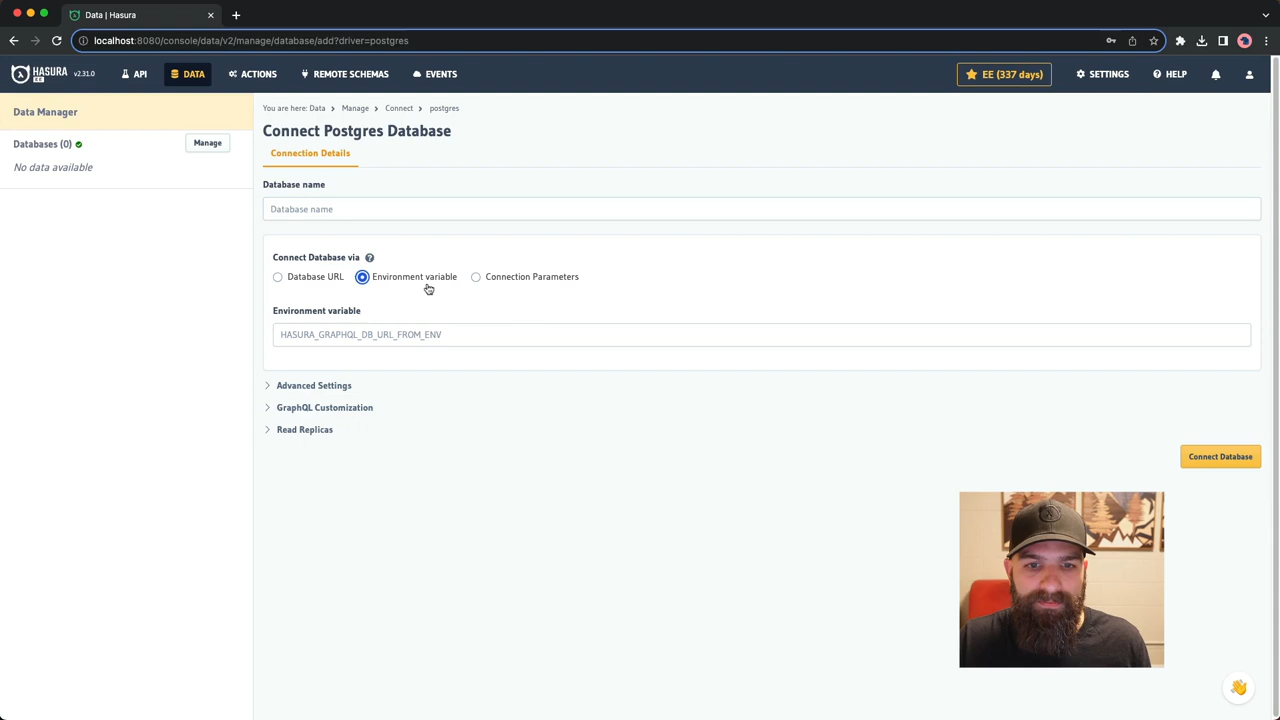 Data | Hasura
localhost:8080/console/data/v2/manage/database/add?driver=postgres
HASURA v2.31.0 API DATA ACTIONS REMOTE SCHEMAS EVENTS EE (337 days) SETTINGS HELP
EE
Data Manager
Databases (0) Manage
No data available
You are here: Data > Manage > Connect > postgres
Connect Postgres Database
Connection Details
Database name
Database name
Connect Database via
Database URL Environment variable Connection Parameters
Environment variable
HASURA_GRAPHQL_DB_URL_FROM_ENV
Advanced Settings
GraphQL Customization
Read Replicas
Connect Database